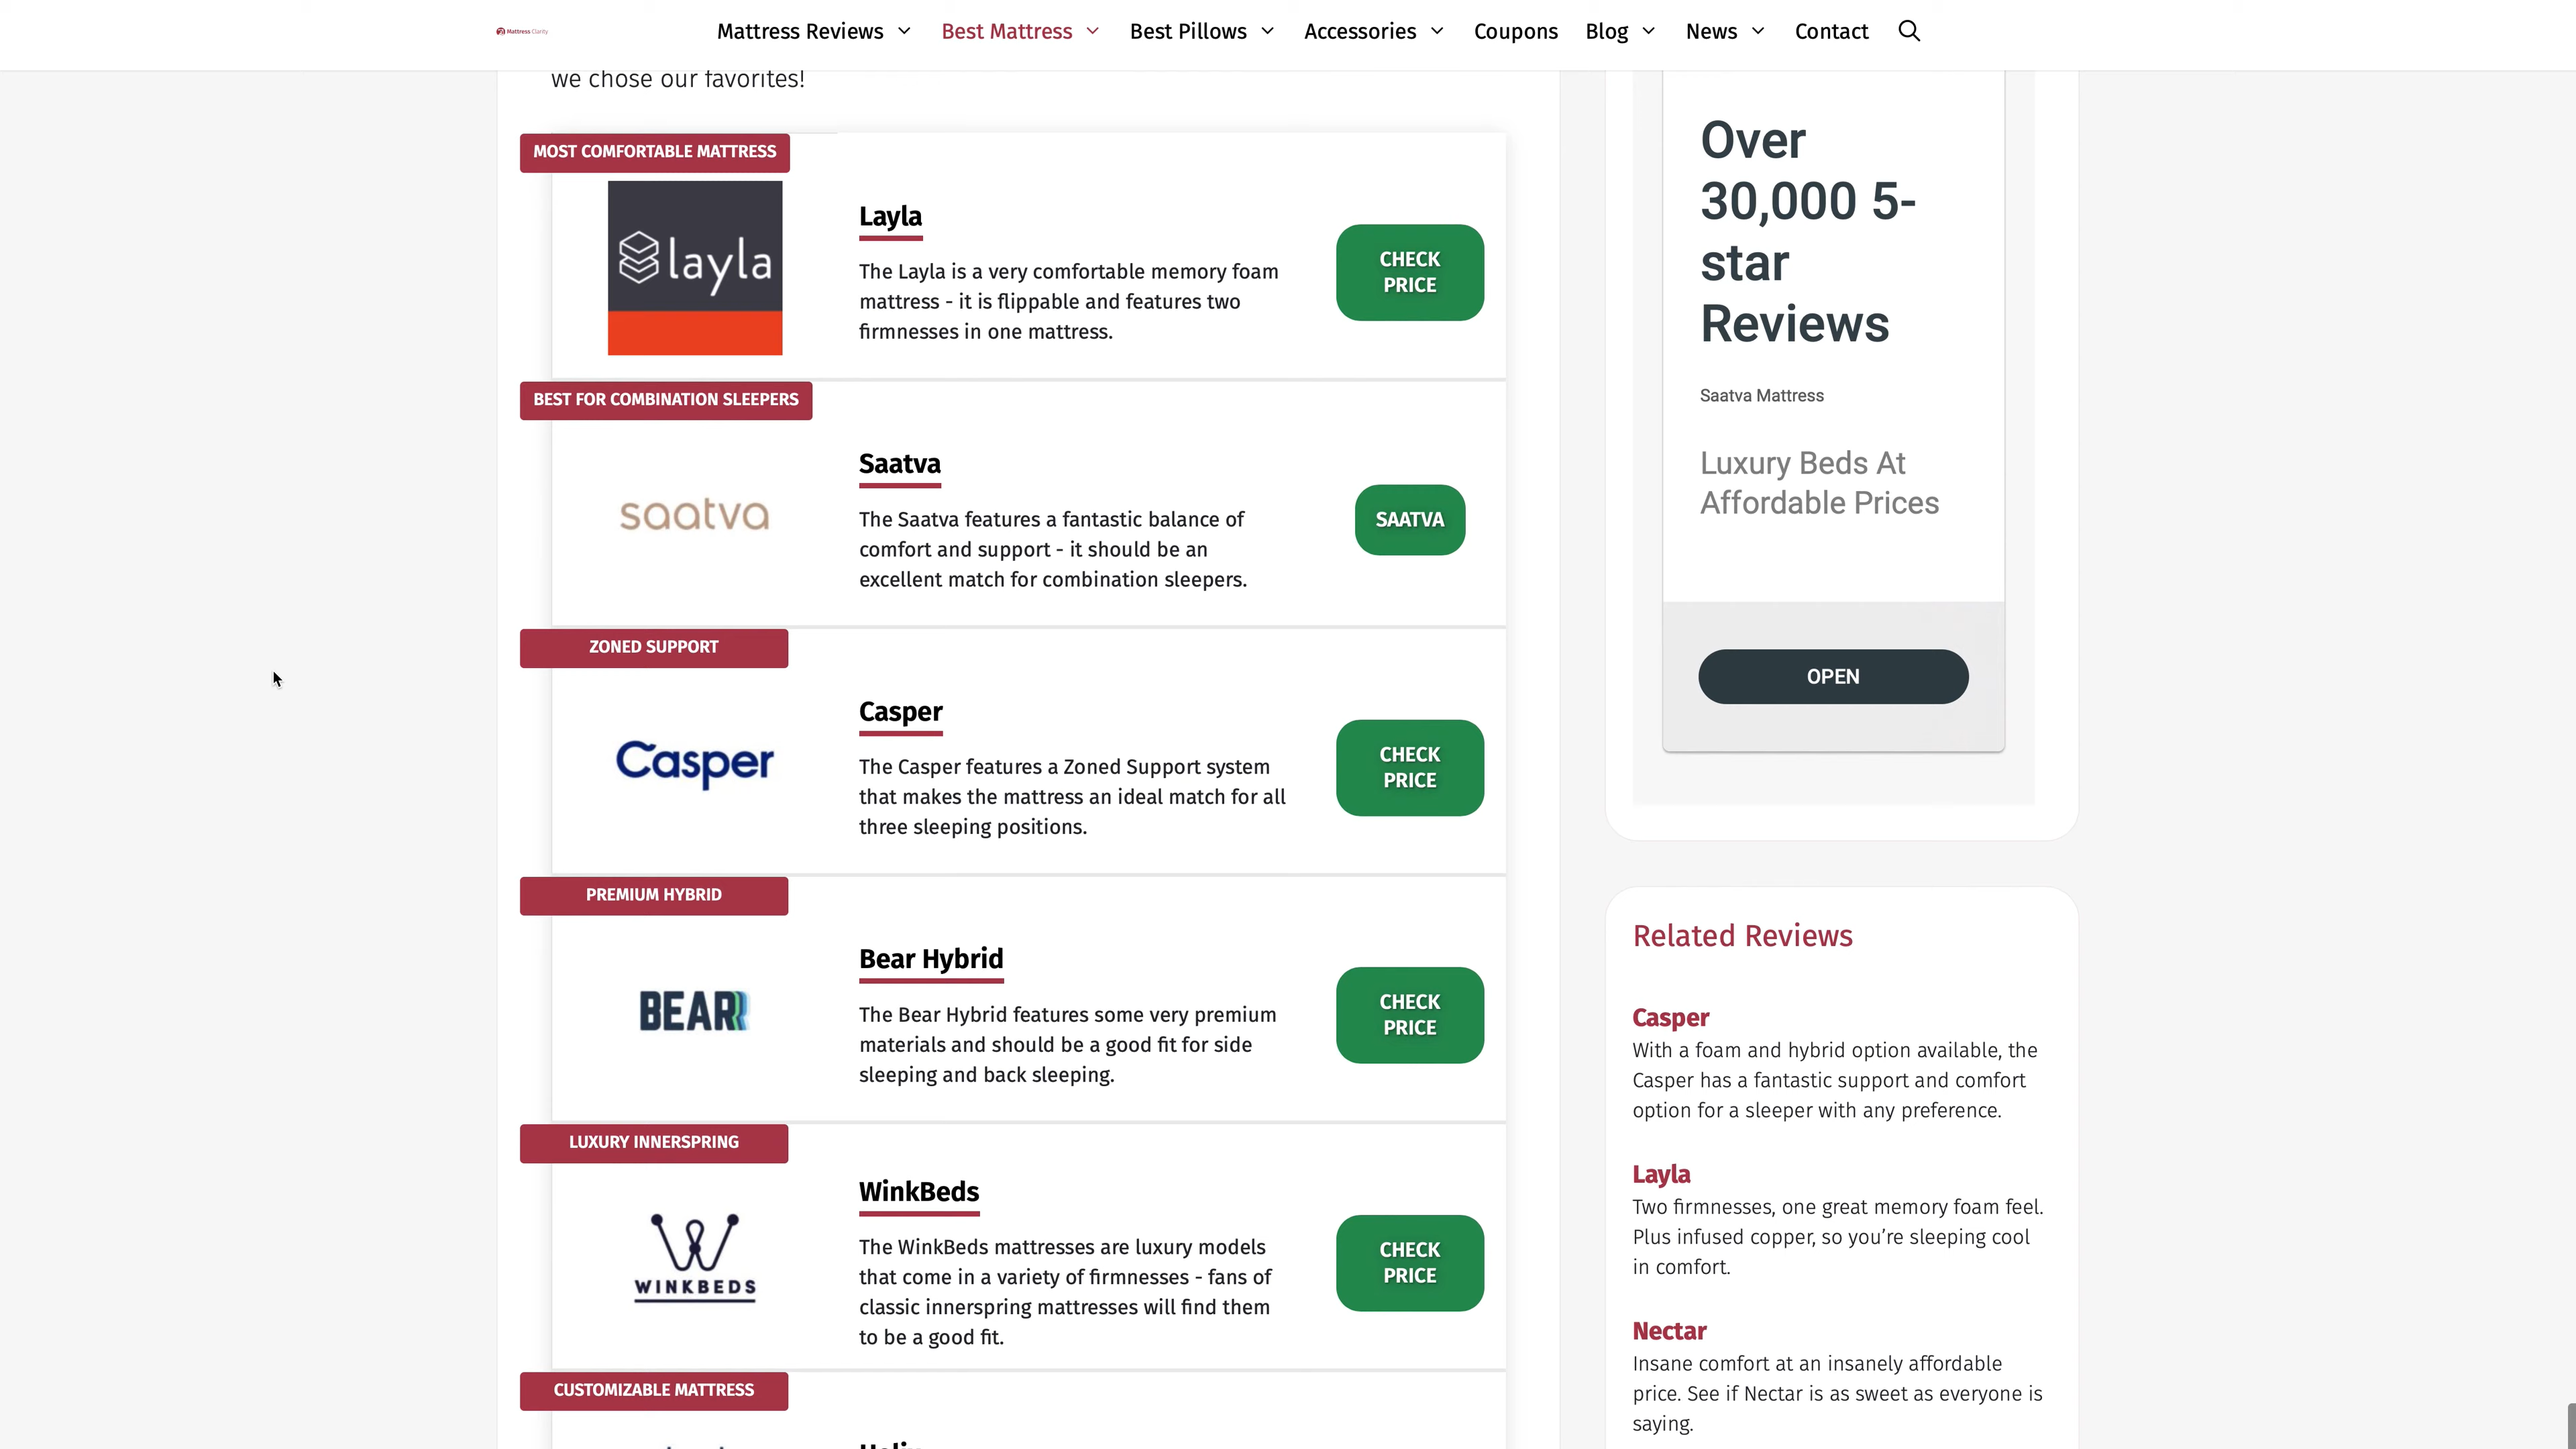 Mattress Clarity
Mattress Reviews
Best Mattress
Best Pillows
Accessories
Coupons
Blog
News
Contact
we chose our favorites!
MOST COMFORTABLE MATTRESS
layla
Layla
The Layla is a very comfortable memory foam
mattress - it is flippable and features two
firmnesses in one mattress.
CHECK
PRICE
BEST FOR COMBINATION SLEEPERS
saatva
Saatva
The Saatva features a fantastic balance of
comfort and support - it should be an
excellent match for combination sleepers.
SAATVA
ZONED SUPPORT
Casper
Casper
The Casper features a Zoned Support system
that makes the mattress an ideal match for all
three sleeping positions.
CHECK
PRICE
PREMIUM HYBRID
BEAR
Bear Hybrid
The Bear Hybrid features some very premium
materials and should be a good fit for side
sleeping and back sleeping.
CHECK
PRICE
LUXURY INNERSPRING
WINKBEDS
WinkBeds
The WinkBeds mattresses are luxury models
that come in a variety of firmnesses - fans of
classic innerspring mattresses will find them
to be a good fit.
CHECK
PRICE
CUSTOMIZABLE MATTRESS
Over
30,000 5-
star
Reviews
Saatva Mattress
Luxury Beds At
Affordable Prices
OPEN
Related Reviews
Casper
With a foam and hybrid option available, the
Casper has a fantastic support and comfort
option for a sleeper with any preference.
Layla
Two firmnesses, one great memory foam feel.
Plus infused copper, so you’re sleeping cool
in comfort.
Nectar
Insane comfort at an insanely affordable
price. See if Nectar is as sweet as everyone is
saying.